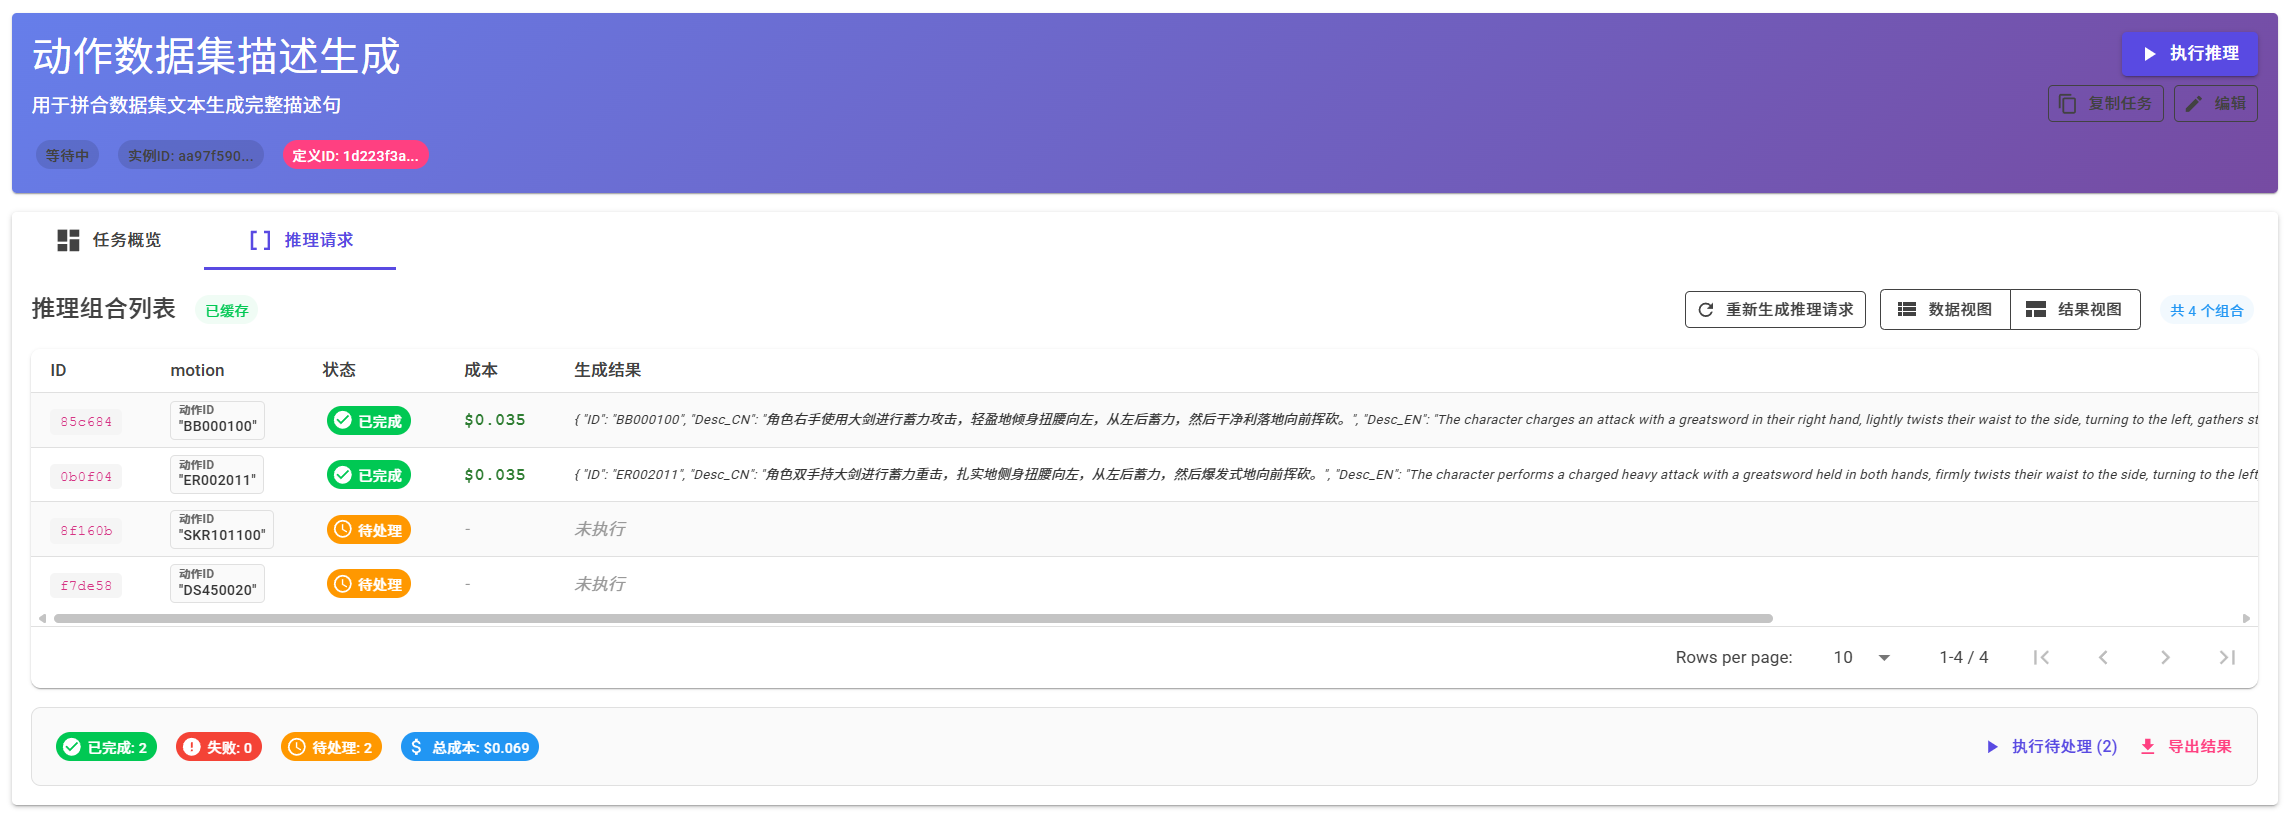 动作数据集描述生成
执行推理
用于拼合数据集文本生成完整描述句
复制任务 编辑
等待中 实例ID: aa97f590... 定义ID: 1d223f3a...
任务概览 推理请求
推理组合列表 已缓存 重新生成推理请求 数据视图 结果视图 共 4 个组合
ID motion 状态 成本 生成结果
85c684 动作ID "BB000100" 已完成 $0.035 { "ID": "BB000100", "Desc_CN": "角色右手使用大剑进行蓄力攻击，轻盈地倾身扭腰向左，从左后蓄力，然后干净利落地向前挥砍。", "Desc_EN": "The character charges an attack with a greatsword in their right hand, lightly twists their waist to the side, turning to the left, gathers st
0b0f04 动作ID "ER002011" 已完成 $0.035 { "ID": "ER002011", "Desc_CN": "角色双手持大剑进行蓄力重击，扎实地侧身扭腰向左，从左后蓄力，然后爆发式地向前挥砍。", "Desc_EN": "The character performs a charged heavy attack with a greatsword held in both hands, firmly twists their waist to the side, turning to the left
8f160b 动作ID "SKR101100" 待处理 - 未执行
f7de58 动作ID "DS450020" 待处理 - 未执行
Rows per page: 10 1-4 / 4
已完成: 2 失败: 0 待处理: 2 总成本: $0.069 执行待处理 (2) 导出结果